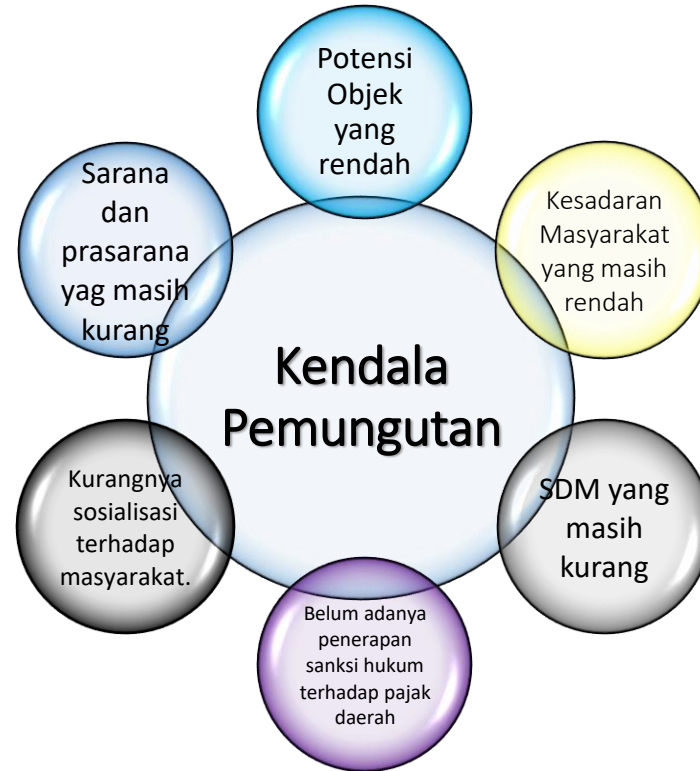 Potensi
Objek
yang
rendah
Kesadaran
Masyarakat
yang masih
rendah
SDM yang
masih
kurang
Belum adanya
penerapan
sanksi hukum
terhadap pajak
daerah
Kurangnya
sosialisasi
terhadap
masyarakat.
Sarana
dan
prasarana
yag masih
kurang
Kendala
Pemungutan